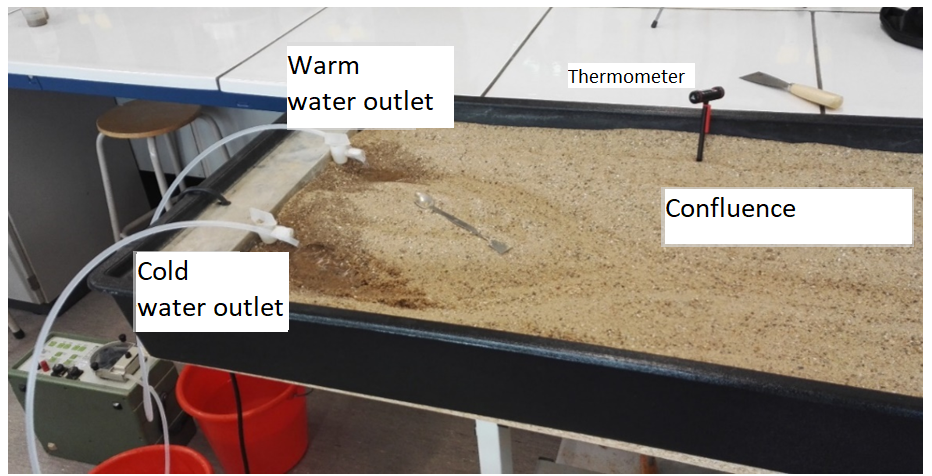 Warm
water outlet
Thermometer
Confluence
Cold
water outlet